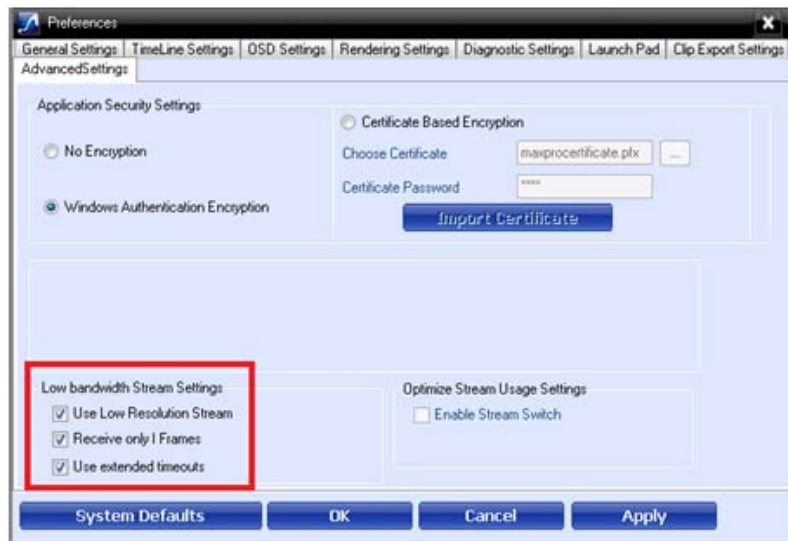 Preferences
General Settings TimeLine Settings OSD Settings Rendering Settings Diagnostic Settings Launch Pad Clip Export Settings
AdvancedSettings
Application Security Settings
No Encryption
Windows Authentication Encryption
Certificate Based Encryption
Choose Certificate maxprocertificate.pfx ...
Certificate Password ****
Import Certificate
Low bandwidth Stream Settings
Use Low Resolution Stream
Receive only I Frames
Use extended timeouts
Optimize Stream Usage Settings
Enable Stream Switch
System Defaults OK Cancel Apply